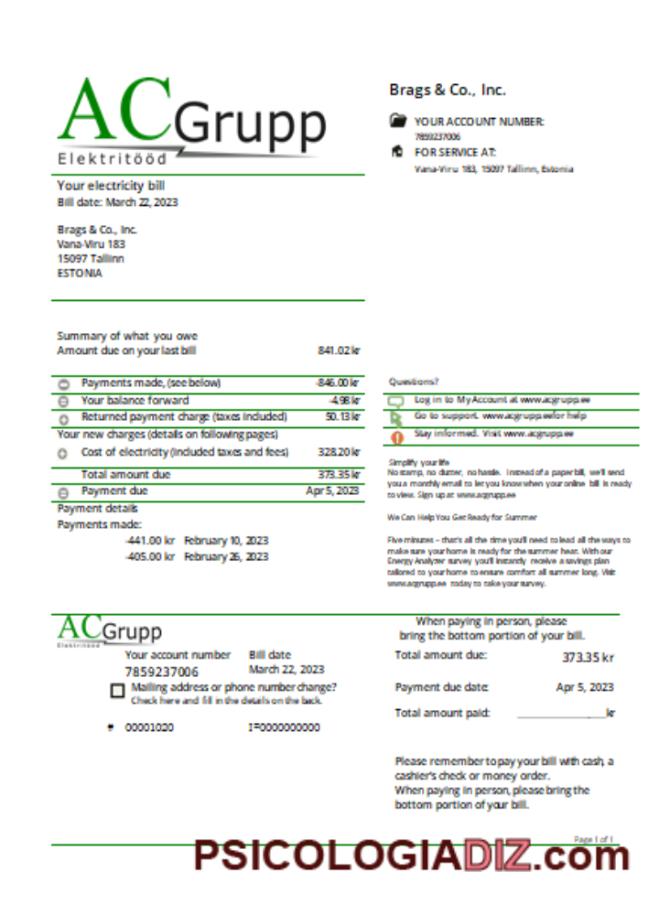 AC Grupp
Elektritööd
Your electricity bill
Bill date: March 22, 2023
Brags & Co., Inc.
Vana-Viru 183
15097 Tallinn
ESTONIA
Brags & Co., Inc.
YOUR ACCOUNT NUMBER:
7859237006
FOR SERVICE AT:
Vana-Viru 183, 15097 Tallinn, Estonia
Summary of what you owe
Amount due on your last bill 841.02 kr
Payments made, (see below) -846.00 kr
Your balance forward -4.98 kr
Returned payment charge (taxes included) 50.13 kr
Your new charges (details on following pages)
Cost of electricity (included taxes and fees) 328.20 kr
Total amount due 373.35 kr
Payment due Apr 5, 2023
Payment details
Payments made:
-441.00 kr February 10, 2023
-405.00 kr February 26, 2023
Questions?
Log in to MyAccount at www.acgrupp.ee
Go to support. www.acgrupp.ee for help
Stay informed. Visit www.acgrupp.ee
Simplify your life
No stamp, no clutter, no hassle. Instead of a paper bill, we'll send
you a monthly email to let you know when your online bill is ready
to view. Sign up at www.acgrupp.ee
We Can Help You Get Ready for Summer
Five minutes – that's all the time you'll need to lead all the ways to
make sure your home is ready for the summer heat. With our
Energy Analyzer survey you'll instantly receive a savings plan
tailored to your home to ensure comfort all summer long. Visit
www.acgrupp.ee today to take your survey.
AC Grupp
Elektritööd
Your account number Bill date
7859237006 March 22, 2023
Mailing address or phone number change?
Check here and fill in the details on the back.
# 00001020 I=0000000000
When paying in person, please
bring the bottom portion of your bill.
Total amount due: 373.35 kr
Payment due date: Apr 5, 2023
Total amount paid: ________________kr
Please remember to pay your bill with cash, a
cashier's check or money order.
When paying in person, please bring the
bottom portion of your bill.
Page 1 of 1
PSICOLOGIADIZ.com